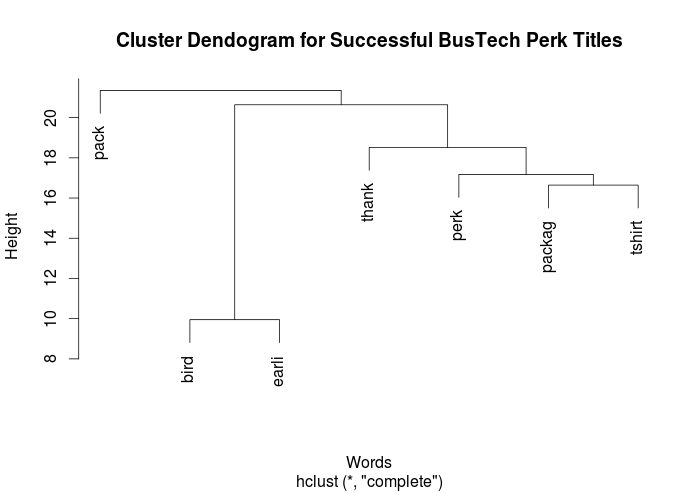 Cluster Dendogram for Successful BusTech Perk Titles
Height
20
18
16
14
12
10
8
pack
bird
earli
thank
perk
packag
tshirt
Words
hclust (*, "complete")